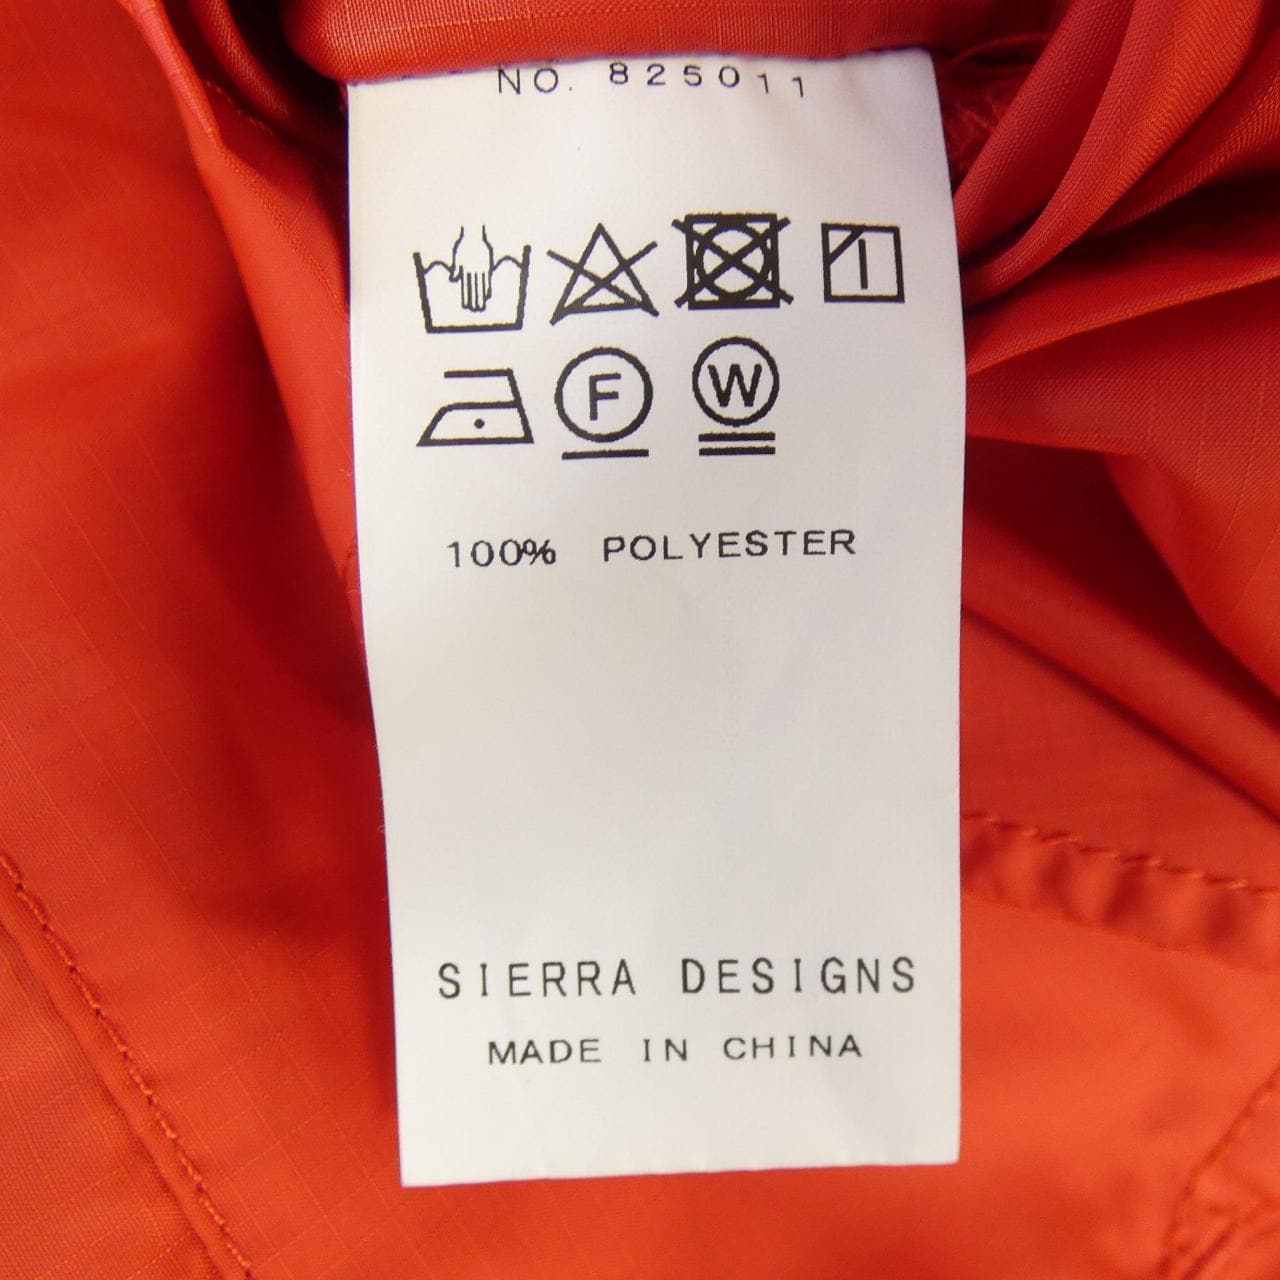 NO. 825011
F W
100% POLYESTER
SIERRA DESIGNS
MADE IN CHINA